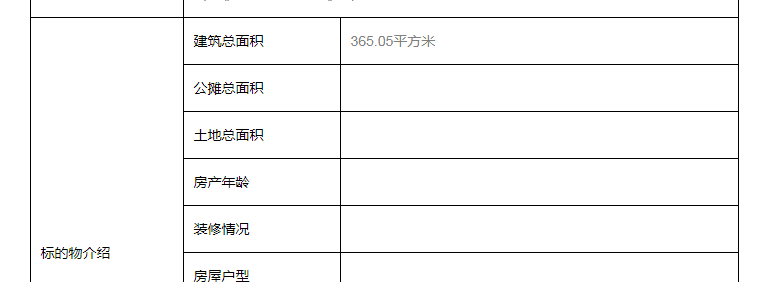 建筑总面积 365.05平方米
公摊总面积
土地总面积
房产年龄
装修情况
标的物介绍
房屋户型